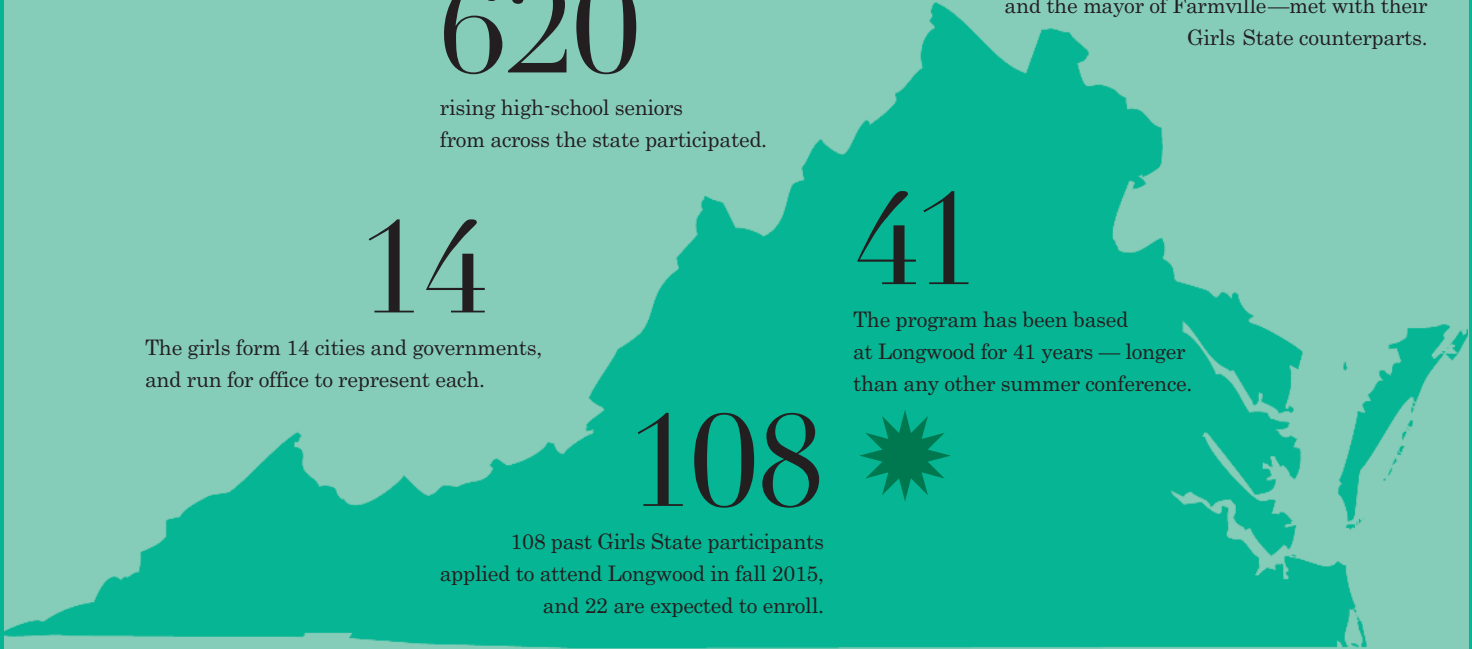 and the mayor of Farmville—met with their
Girls State counterparts.
620
rising high-school seniors
from across the state participated.
14
The girls form 14 cities and governments,
and run for office to represent each.
41
The program has been based
at Longwood for 41 years — longer
than any other summer conference.
108
108 past Girls State participants
applied to attend Longwood in fall 2015,
and 22 are expected to enroll.